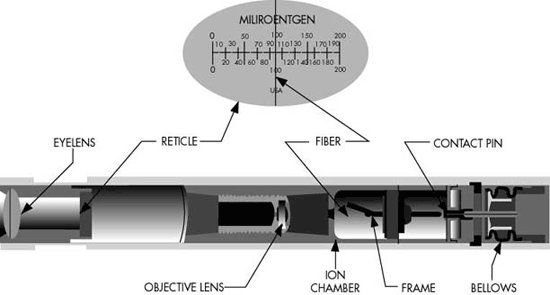 MILIROENTGEN
0 50 100 150 200
10 30 70 90 110 130 150 170 190
20 40 60 80 120 140 160 180
0 100 200
USA
EYELENS
RETICLE
FIBER
CONTACT PIN
OBJECTIVE LENS
ION
CHAMBER
FRAME
BELLOWS